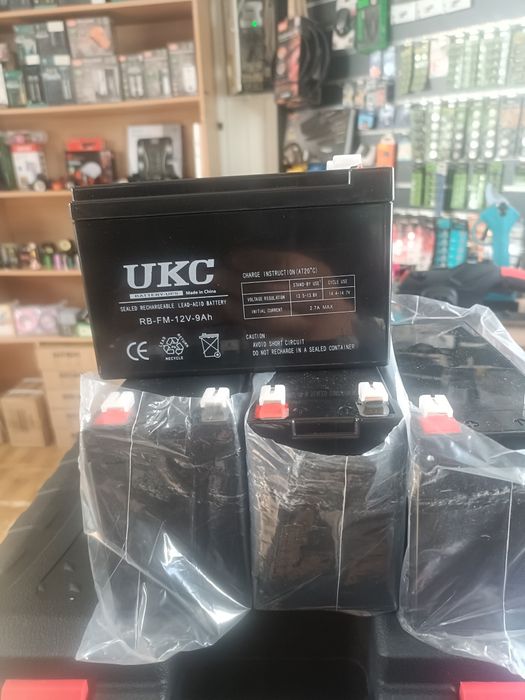 UKC
BATTERY-UPS Made in China
SEALED RECHARGEABLE LEAD-ACID BATTERY
RB-FM-12V-9Ah
CE
RECYCLE
CHARGE INSTRUCTION (AT20°C)
STAND-BY USE CYCLE USE
VOLTAGE REGULATION 13.5-13.8V 14.4-14.7V
INITIAL CURRENT 2.7A MAX
CAUTION:
AVOID SHORT CIRCUIT
DO NOT RECHARGE IN A SEALED CONTAINER